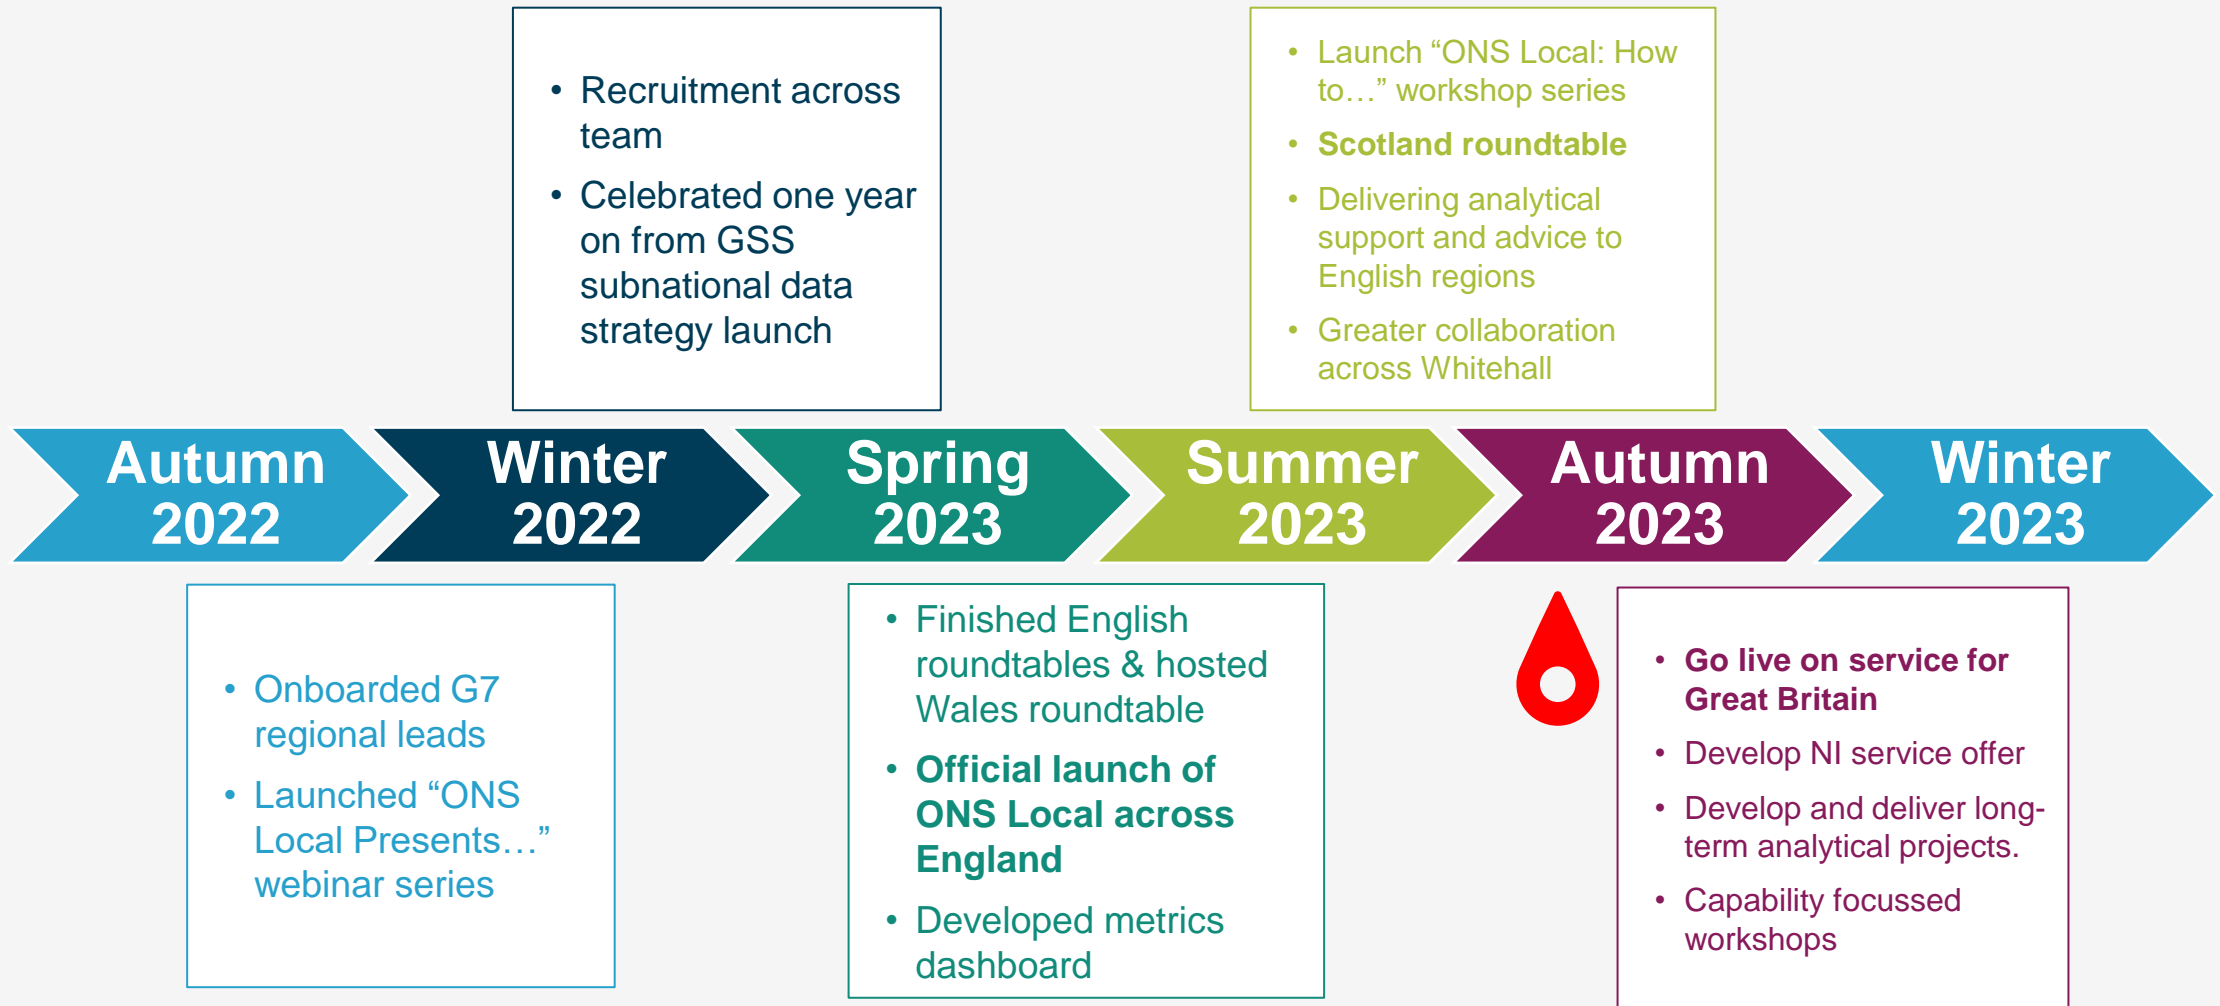 • Recruitment across
team
• Celebrated one year
on from GSS
subnational data
strategy launch
• Launch “ONS Local: How
to…” workshop series
• Scotland roundtable
• Delivering analytical
support and advice to
English regions
• Greater collaboration
across Whitehall
Autumn
2022
Winter
2022
Spring
2023
Summer
2023
Autumn
2023
Winter
2023
• Onboarded G7
regional leads
• Launched “ONS
Local Presents…”
webinar series
• Finished English
roundtables & hosted
Wales roundtable
• Official launch of
ONS Local across
England
• Developed metrics
dashboard
• Go live on service for
Great Britain
• Develop NI service offer
• Develop and deliver long-
term analytical projects.
• Capability focussed
workshops